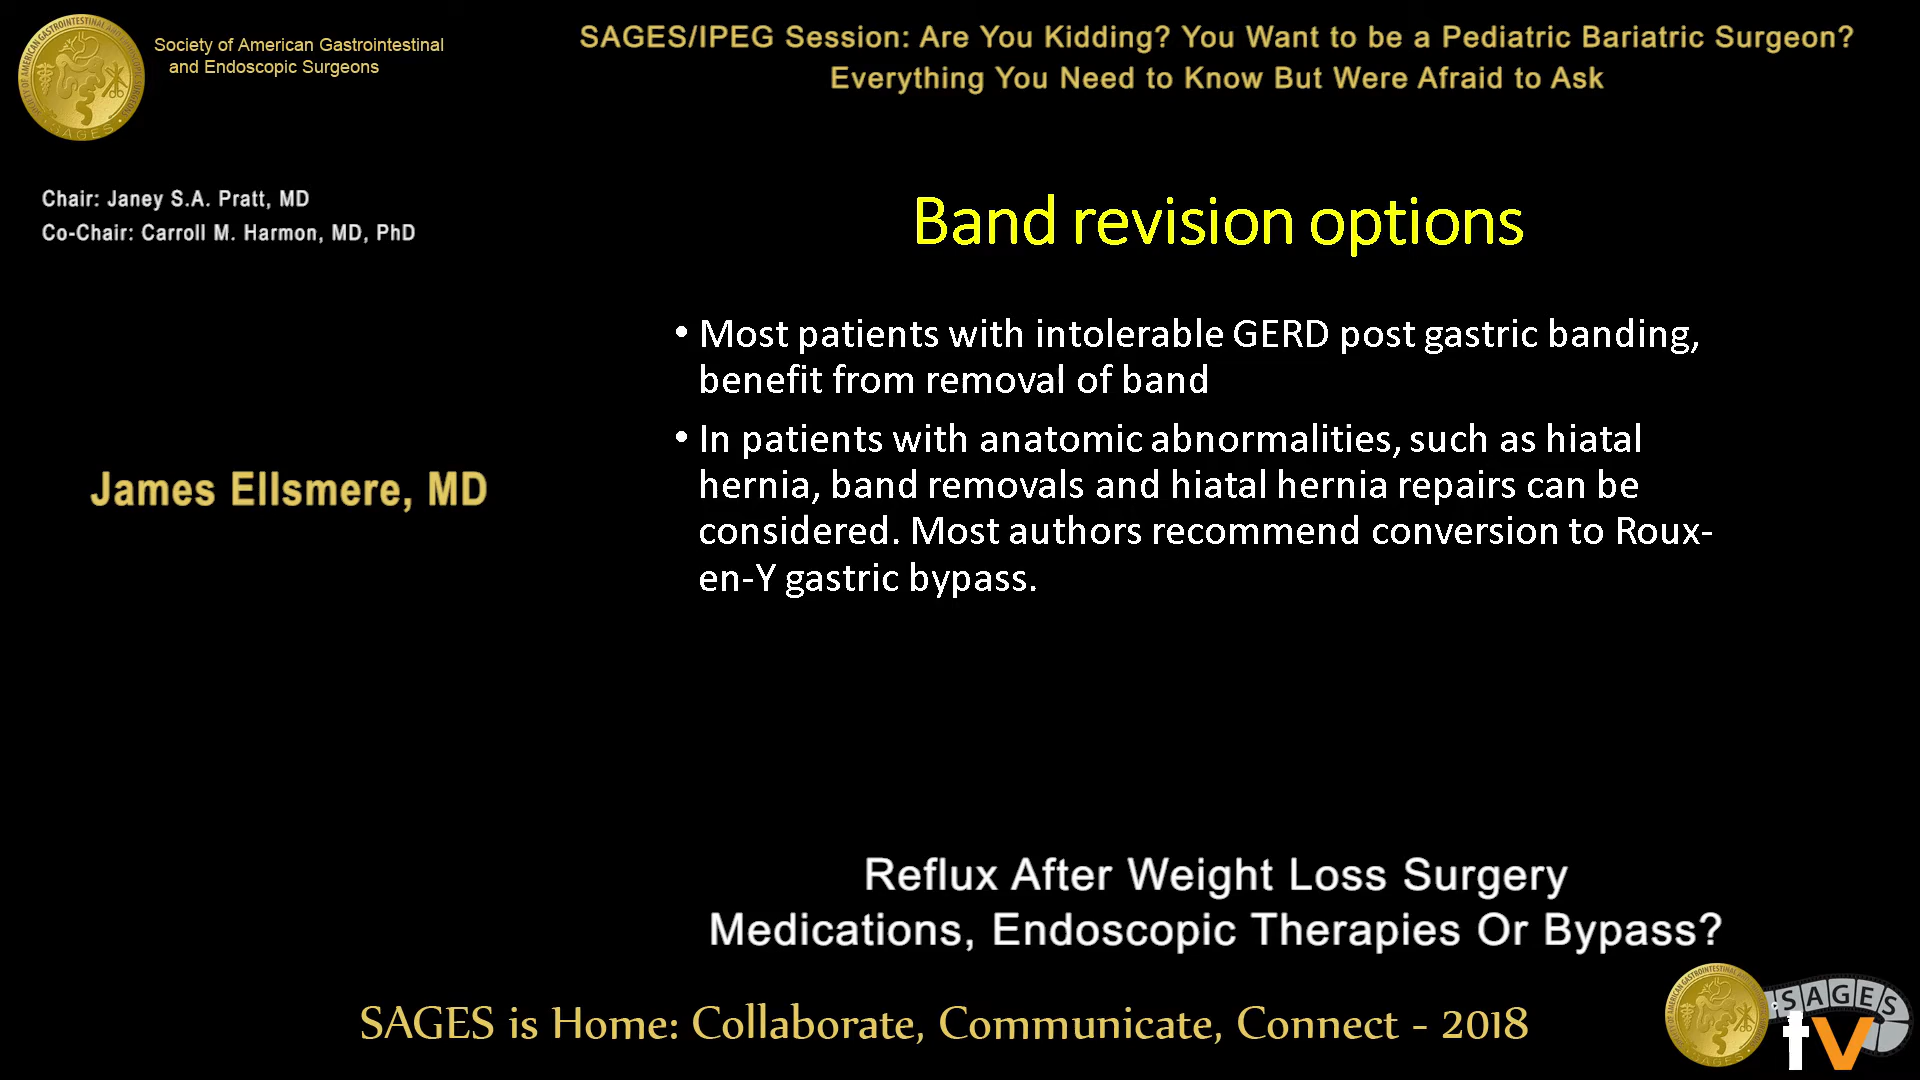 Society of American Gastrointestinal
and Endoscopic Surgeons
SAGES/IPEG Session: Are You Kidding? You Want to be a Pediatric Bariatric Surgeon?
Everything You Need to Know But Were Afraid to Ask
Chair: Janey S.A. Pratt, MD
Co-Chair: Carroll M. Harmon, MD, PhD
James Ellsmere, MD
Band revision options
• Most patients with intolerable GERD post gastric banding,
benefit from removal of band
• In patients with anatomic abnormalities, such as hiatal
hernia, band removals and hiatal hernia repairs can be
considered. Most authors recommend conversion to Roux-
en-Y gastric bypass.
Reflux After Weight Loss Surgery
Medications, Endoscopic Therapies Or Bypass?
SAGES is Home: Collaborate, Communicate, Connect - 2018
SAGES
tv